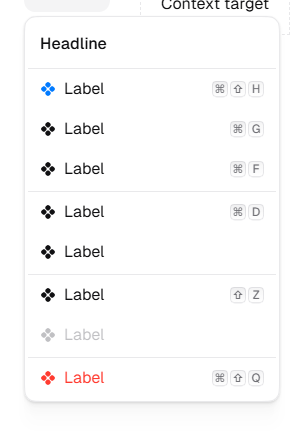 Context target
Headline
Label ⌘ ⇧ H
Label ⌘ G
Label ⌘ F
Label ⌘ D
Label
Label ⇧ Z
Label
Label ⌘ ⇧ Q